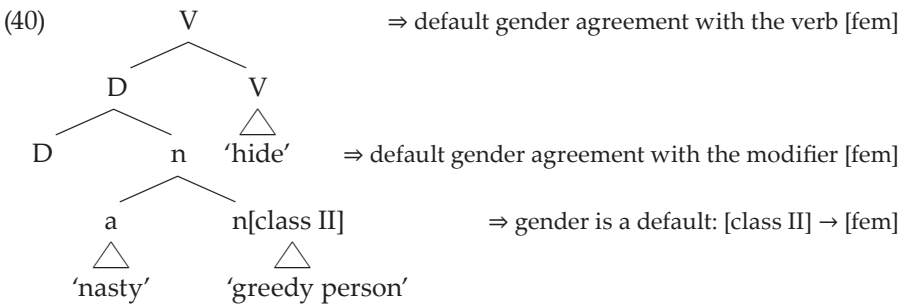 (40) V ⇒ default gender agreement with the verb [fem]
D V
D n ‘hide’ ⇒ default gender agreement with the modifier [fem]
a n[class II] ⇒ gender is a default: [class II] → [fem]
‘nasty’ ‘greedy person’